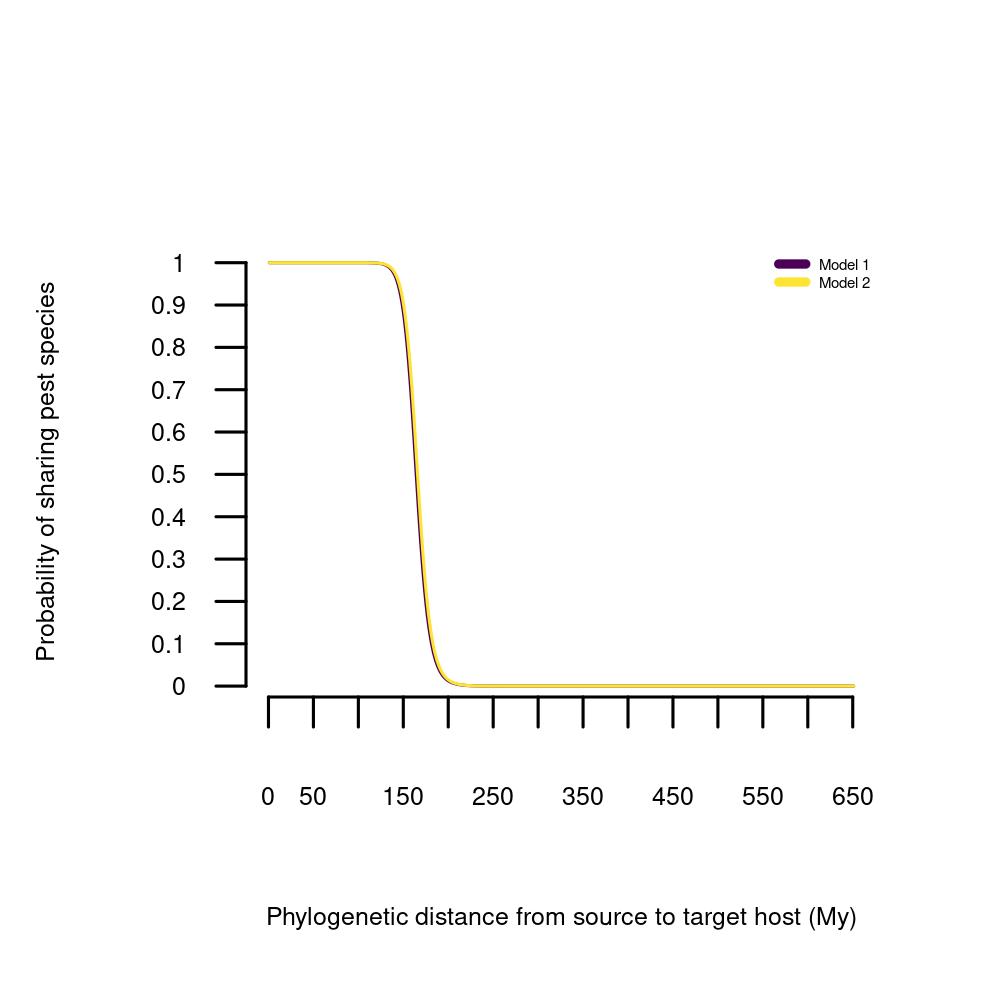 Model 1
Model 2
Probability of sharing pest species
1
0.9
0.8
0.7
0.6
0.5
0.4
0.3
0.2
0.1
0
0 50 150 250 350 450 550 650
Phylogenetic distance from source to target host (My)